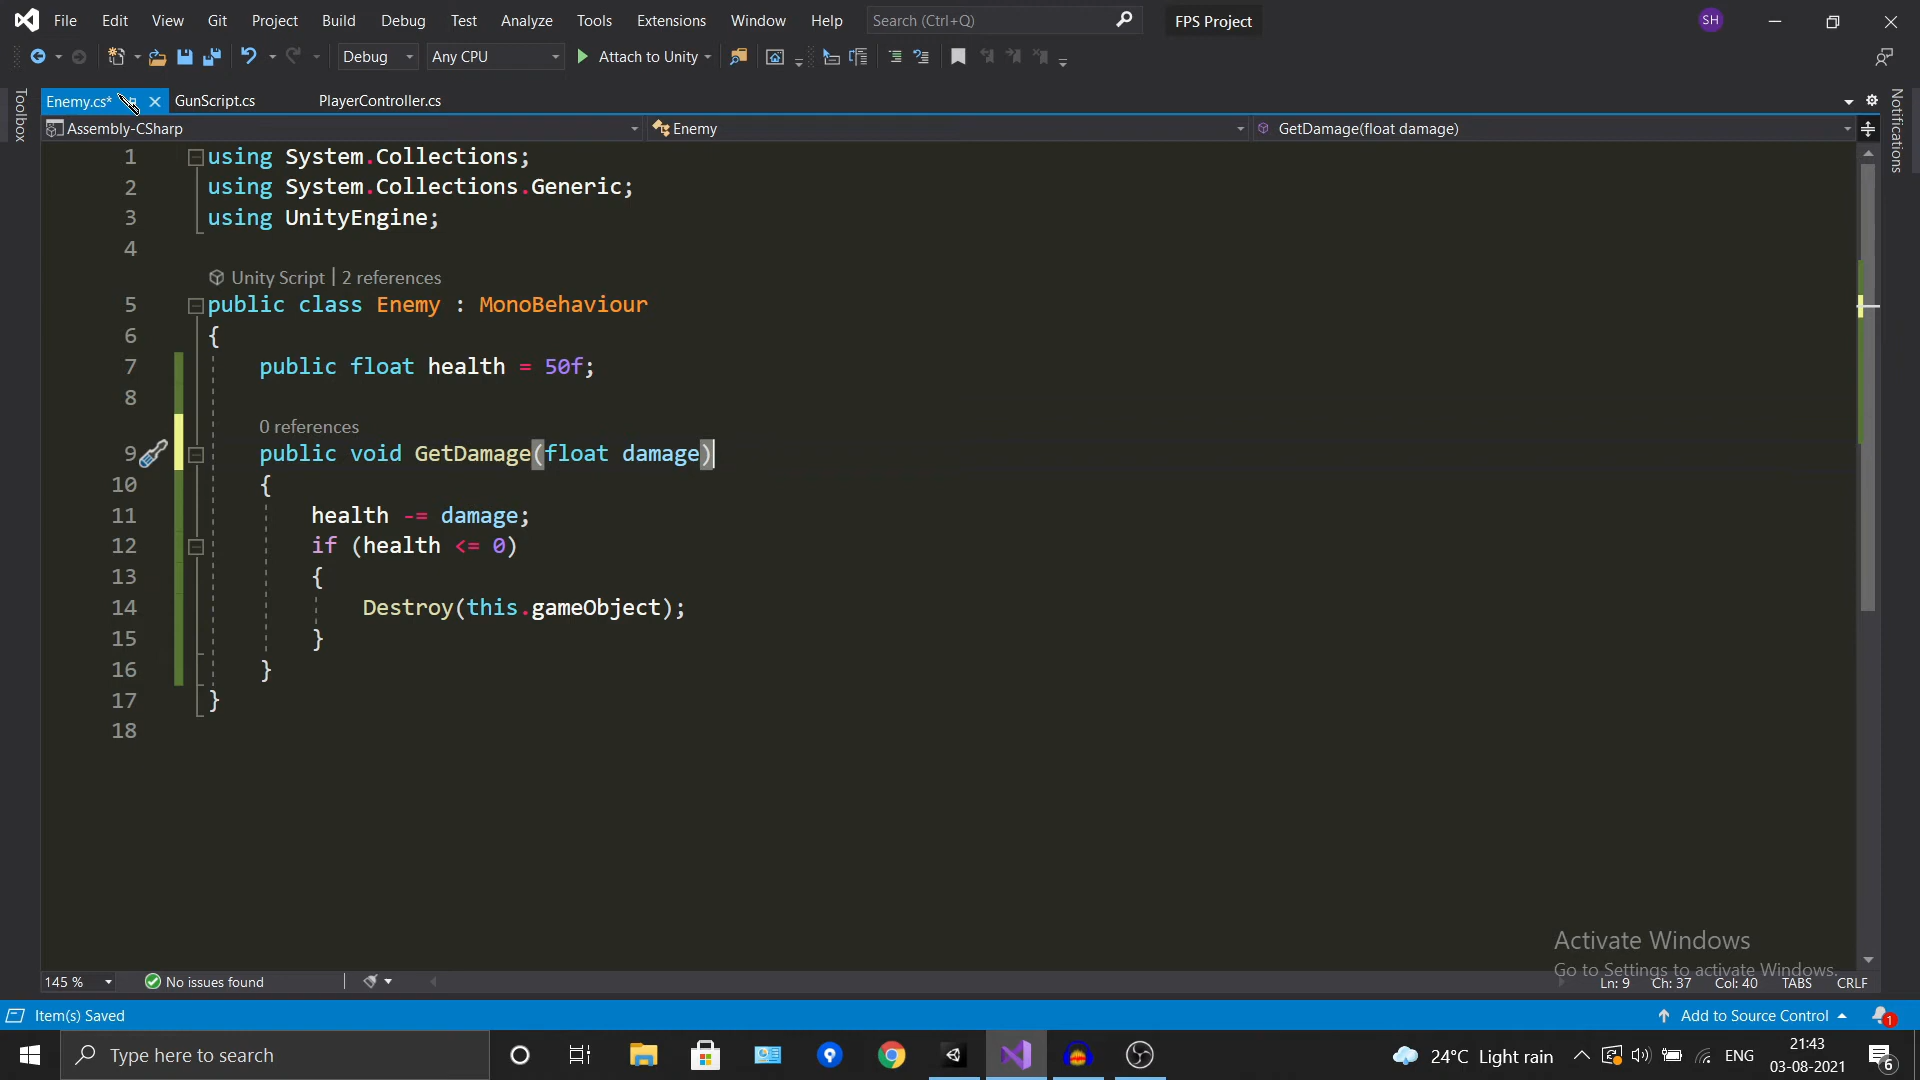 File Edit View Git Project Build Debug Test Analyze Tools Extensions Window Help Search (Ctrl+Q) FPS Project SH
Debug Any CPU Attach to Unity
Toolbox
Notifications
Enemy.cs* GunScript.cs PlayerController.cs
Assembly-CSharp Enemy GetDamage(float damage)
1 using System.Collections;
2 using System.Collections.Generic;
3 using UnityEngine;
4
Unity Script | 2 references
5 public class Enemy : MonoBehaviour
6 {
7 public float health = 50f;
8
0 references
9 public void GetDamage(float damage)
10 {
11 health -= damage;
12 if (health <= 0)
13 {
14 Destroy(this.gameObject);
15 }
16 }
17 }
18
Activate Windows
Go to Settings to activate Windows.
145 % No issues found Ln: 9 Ch: 37 Col: 40 TABS CRLF
Item(s) Saved Add to Source Control 1
Type here to search 24°C Light rain ENG 21:43
03-08-2021 6